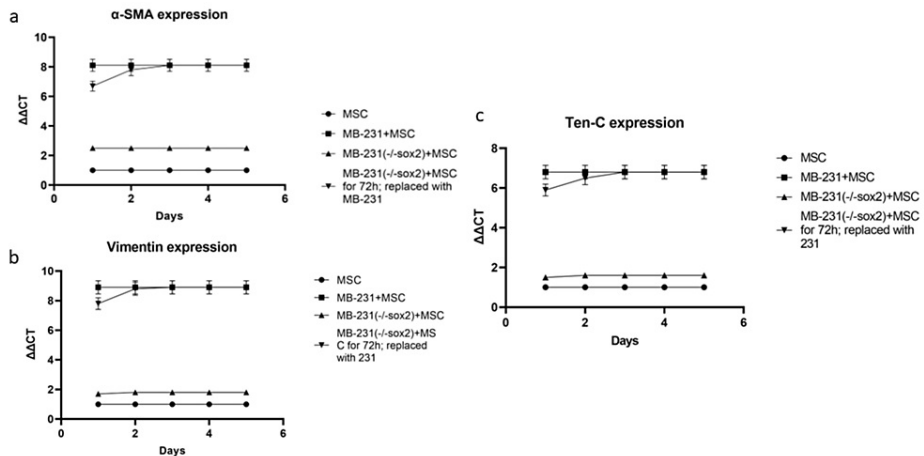 a
α-SMA expression
10
8
6
4
2
0
ΔΔCT
0
2
4
6
Days
MSC
MB-231+MSC
MB-231(-/-sox2)+MSC
MB-231(-/-sox2)+MSC
for 72h; replaced with
MB-231
b
Vimentin expression
10
8
6
4
2
0
ΔΔCT
0
2
4
6
Days
MSC
MB-231+MSC
MB-231(-/-sox2)+MSC
MB-231(-/-sox2)+MS
C for 72h; replaced
with 231
c
Ten-C expression
8
6
4
2
0
ΔΔCT
0
2
4
6
Days
MSC
MB-231+MSC
MB-231(-/-sox2)+MSC
MB-231(-/-sox2)+MSC
for 72h; replaced with
231